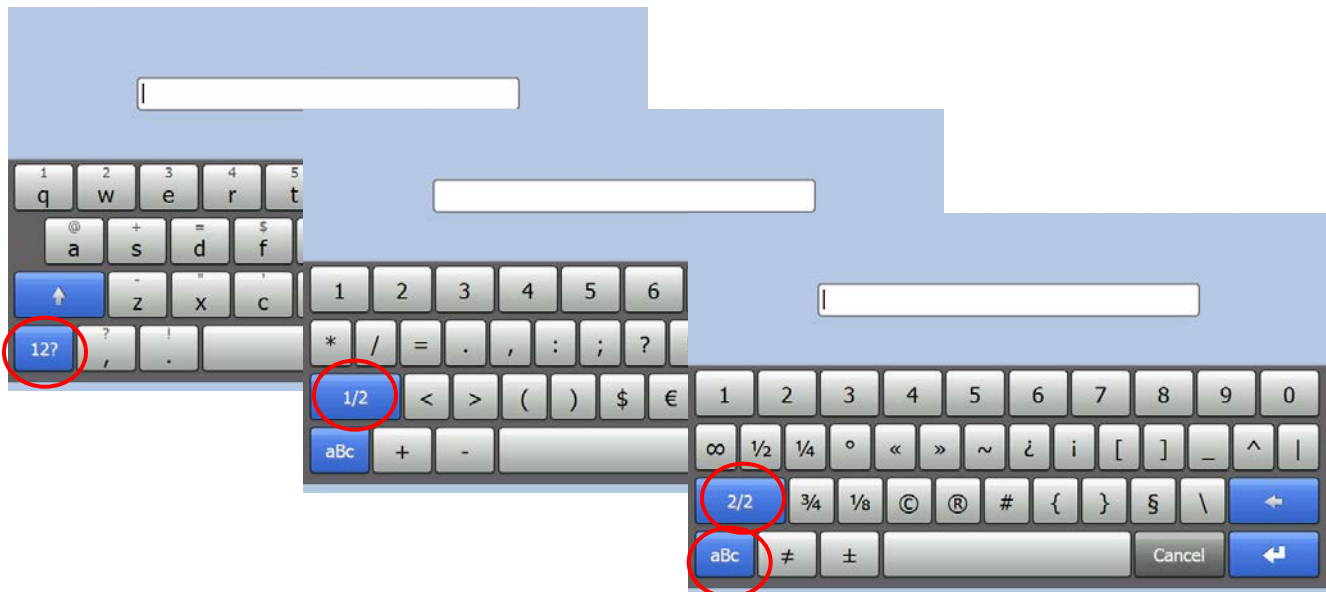 1 2 3 4 5
q w e r t
@ + = $
a s d f
- " '
z x c
12? ? !
, .
1 2 3 4 5 6
* / = . , : ; ?
1/2 < > ( ) $ €
aBc + -
1 2 3 4 5 6 7 8 9 0
∞ ½ ¼ ° « » ~ ¿ ¡ [ ] _ ^ |
2/2 ¾ ⅛ © ® # { } § \
aBc ≠ ± Cancel